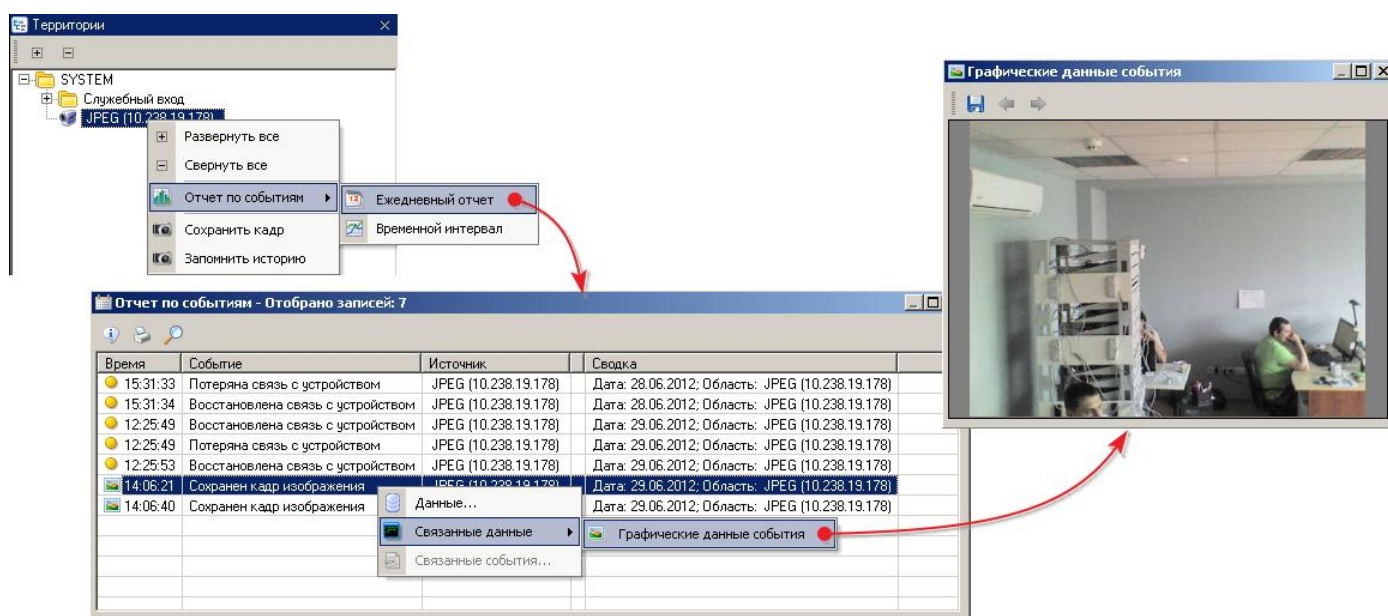 Территории
SYSTEM
Служебный вход
JPEG (10.238.19.178)
Развернуть все
Свернуть все
Отчет по событиям
Сохранить кадр
Запомнить историю
Ежедневный отчет
Временной интервал
Графические данные события
Отчет по событиям - Отобрано записей: 7
Время Событие Источник Сводка
15:31:33 Потеряна связь с устройством JPEG (10.238.19.178) Дата: 28.06.2012; Область: JPEG (10.238.19.178)
15:31:34 Восстановлена связь с устройством JPEG (10.238.19.178) Дата: 28.06.2012; Область: JPEG (10.238.19.178)
12:25:49 Восстановлена связь с устройством JPEG (10.238.19.178) Дата: 29.06.2012; Область: JPEG (10.238.19.178)
12:25:49 Потеряна связь с устройством JPEG (10.238.19.178) Дата: 29.06.2012; Область: JPEG (10.238.19.178)
12:25:53 Восстановлена связь с устройством JPEG (10.238.19.178) Дата: 29.06.2012; Область: JPEG (10.238.19.178)
14:06:21 Сохранен кадр изображения JPEG (10.238.19.178) Дата: 29.06.2012; Область: JPEG (10.238.19.178)
14:06:40 Сохранен кадр изображения Дата: 29.06.2012; Область: JPEG (10.238.19.178)
Данные...
Связанные данные
Связанные события...
Графические данные события